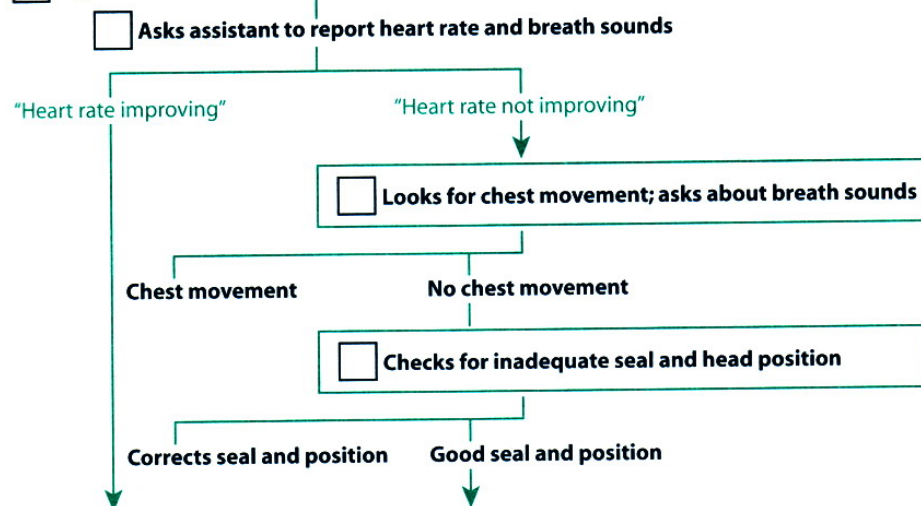 Asks assistant to report heart rate and breath sounds
“Heart rate improving”
“Heart rate not improving”
Looks for chest movement; asks about breath sounds
Chest movement
No chest movement
Checks for inadequate seal and head position
Corrects seal and position
Good seal and position